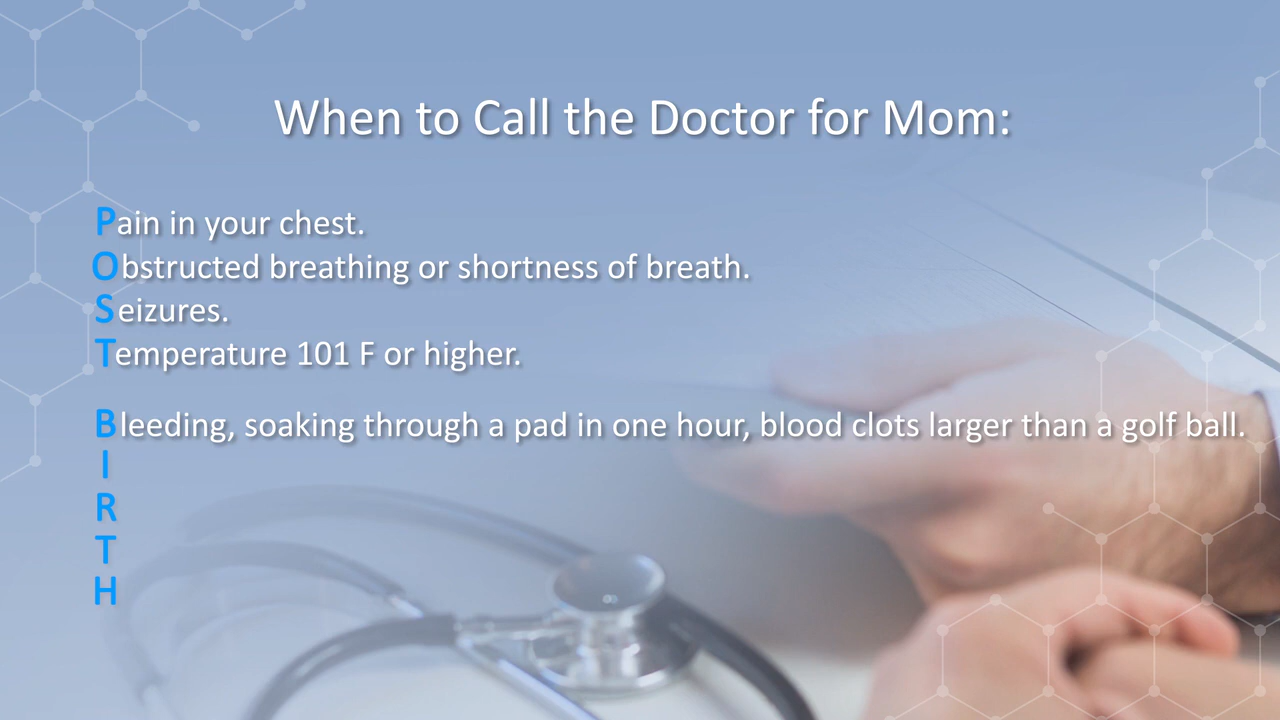 When to Call the Doctor for Mom:
Pain in your chest.
Obstructed breathing or shortness of breath.
Seizures.
Temperature 101 F or higher.
Bleeding, soaking through a pad in one hour, blood clots larger than a golf ball.
I
R
T
H